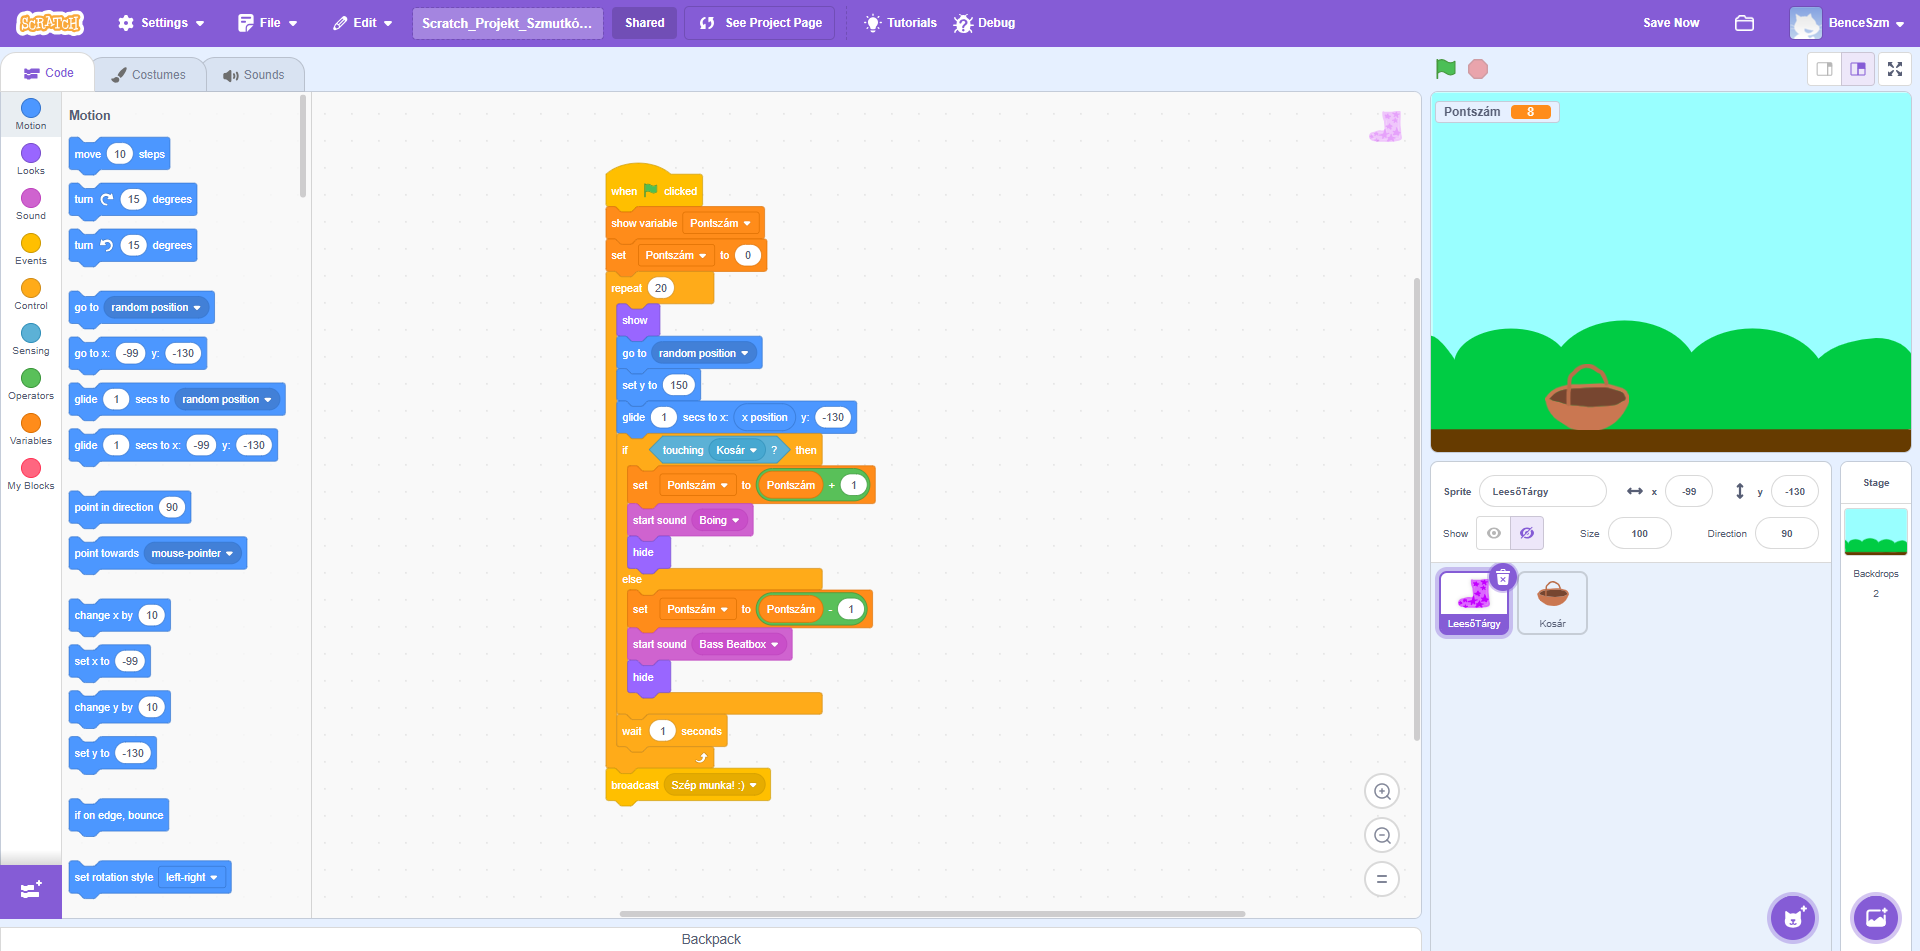 SCRATCH Settings File Edit Scratch_Projekt_Szmutkó... Shared See Project Page Tutorials Debug Save Now BenceSzm
Code Costumes Sounds
Motion
Looks
Sound
Events
Control
Sensing
Operators
Variables
My Blocks
Motion
move 10 steps
turn 15 degrees
turn 15 degrees
go to random position
go to x: -99 y: -130
glide 1 secs to random position
glide 1 secs to x: -99 y: -130
point in direction 90
point towards mouse-pointer
change x by 10
set x to -99
change y by 10
set y to -130
if on edge, bounce
set rotation style left-right
when clicked
show variable Pontszám
set Pontszám to 0
repeat 20
show
go to random position
set y to 150
glide 1 secs to x: x position y: -130
if touching Kosár ? then
set Pontszám to Pontszám + 1
start sound Boing
hide
else
set Pontszám to Pontszám - 1
start sound Bass Beatbox
hide
wait 1 seconds
broadcast Szép munka! :)
Backpack
Pontszám 8
Sprite LeesőTárgy x -99 y -130
Show Size 100 Direction 90
LeesőTárgy Kosár
Stage
Backdrops
2